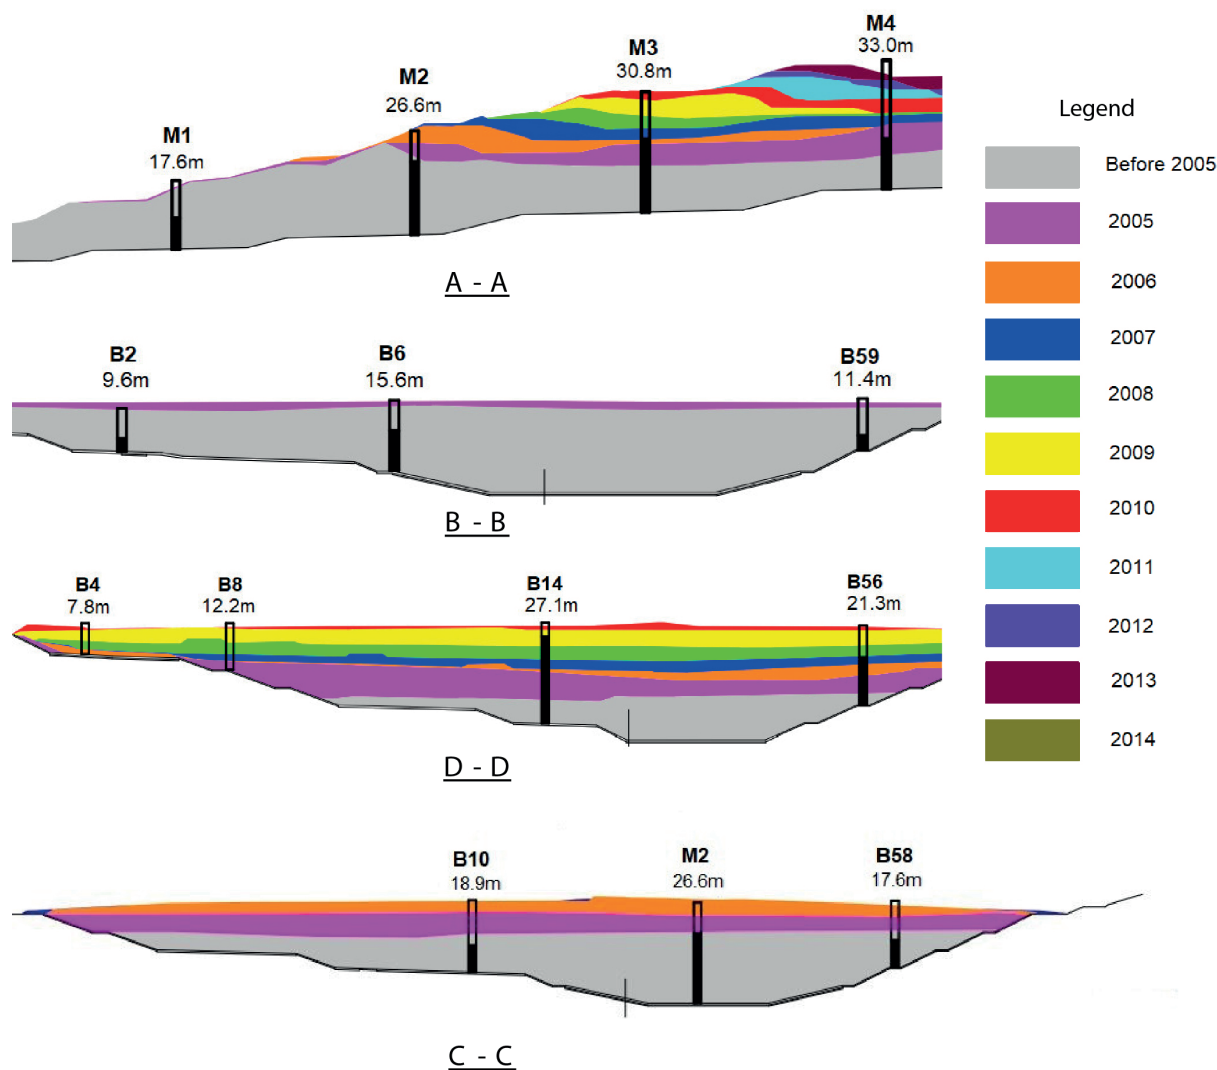 M4
33.0m
M3
30.8m
M2
26.6m
M1
17.6m
A - A
Legend
Before 2005
2005
2006
2007
2008
2009
2010
2011
2012
2013
2014
B2
9.6m
B6
15.6m
B59
11.4m
B - B
B4
7.8m
B8
12.2m
B14
27.1m
B56
21.3m
D - D
B10
18.9m
M2
26.6m
B58
17.6m
C - C